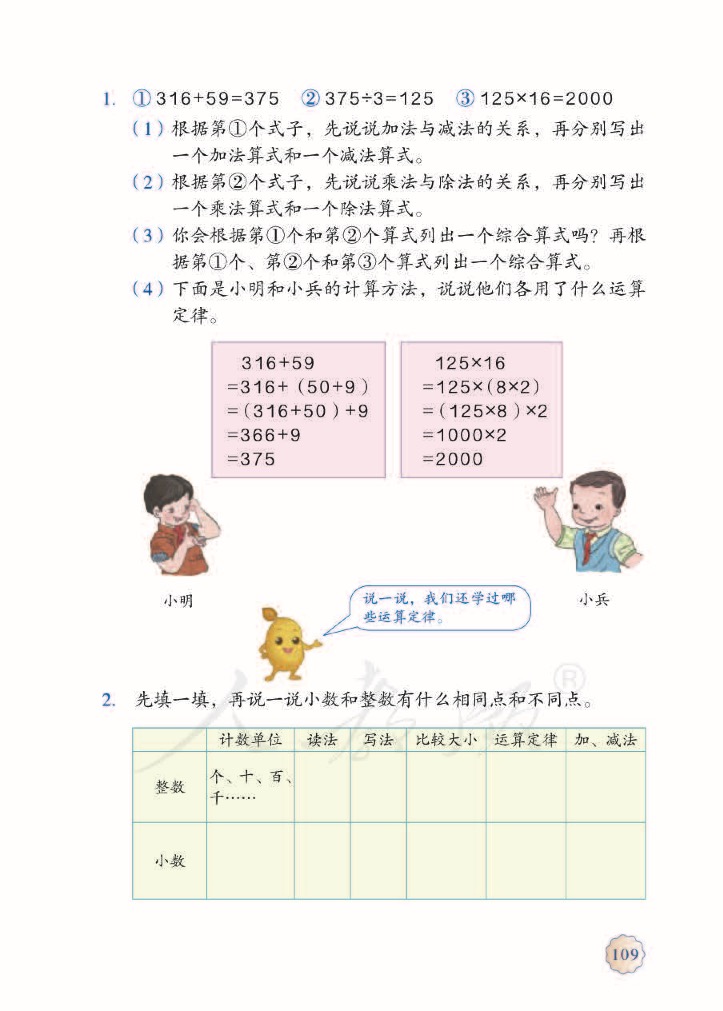 1. ①316+59=375 ②375÷3=125 ③125×16=2000
(1)根据第①个式子，先说说加法与减法的关系，再分别写出
一个加法算式和一个减法算式。
(2)根据第②个式子，先说说乘法与除法的关系，再分别写出
一个乘法算式和一个除法算式。
(3)你会根据第①个和第②个算式列出一个综合算式吗？再根
据第①个、第②个和第③个算式列出一个综合算式。
(4)下面是小明和小兵的计算方法，说说他们各用了什么运算
定律。
316+59
=316+(50+9)
=(316+50)+9
=366+9
=375
125×16
=125×(8×2)
=(125×8)×2
=1000×2
=2000
小明
说一说，我们还学过哪
些运算定律。
小兵
2. 先填一填，再说一说小数和整数有什么相同点和不同点。
计数单位 读法 写法 比较大小 运算定律 加、减法
整数
个、十、百、
千……
小数
人教版®
109